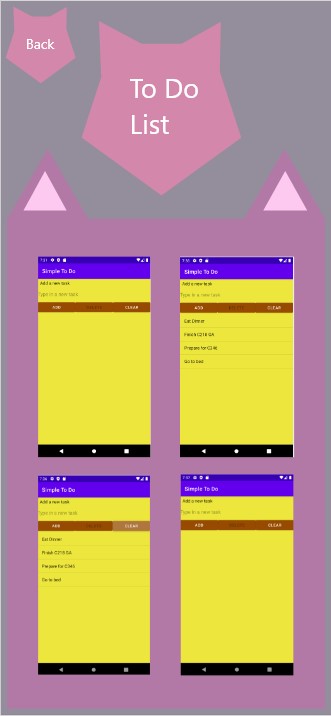 Back
To Do
List
Simple To Do
Add a new task
Type in a new task
ADD
CLEAR
Simple To Do
Add a new task
Type in a new task
ADD
CLEAR
Eat Dinner
Finish C218 GA
Prepare for C346
Go to bed
Simple To Do
Add a new task
Type in a new task
ADD
CLEAR
Eat Dinner
Finish C218 GA
Prepare for C346
Go to bed
Simple To Do
Add a new task
Type in a new task
ADD
CLEAR